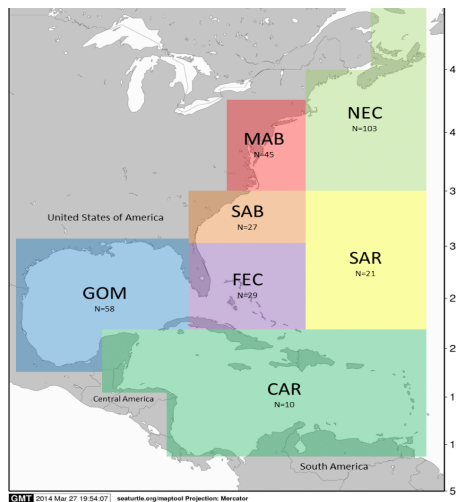 NEC
N=103
MAB
N=45
SAB
N=27
United States of America
SAR
N=21
FEC
N=29
GOM
N=58
CAR
N=10
Central America
South America
GMT 2014 Mar 27 19:54:07 seaturtle.org/maptool Projection: Mercator